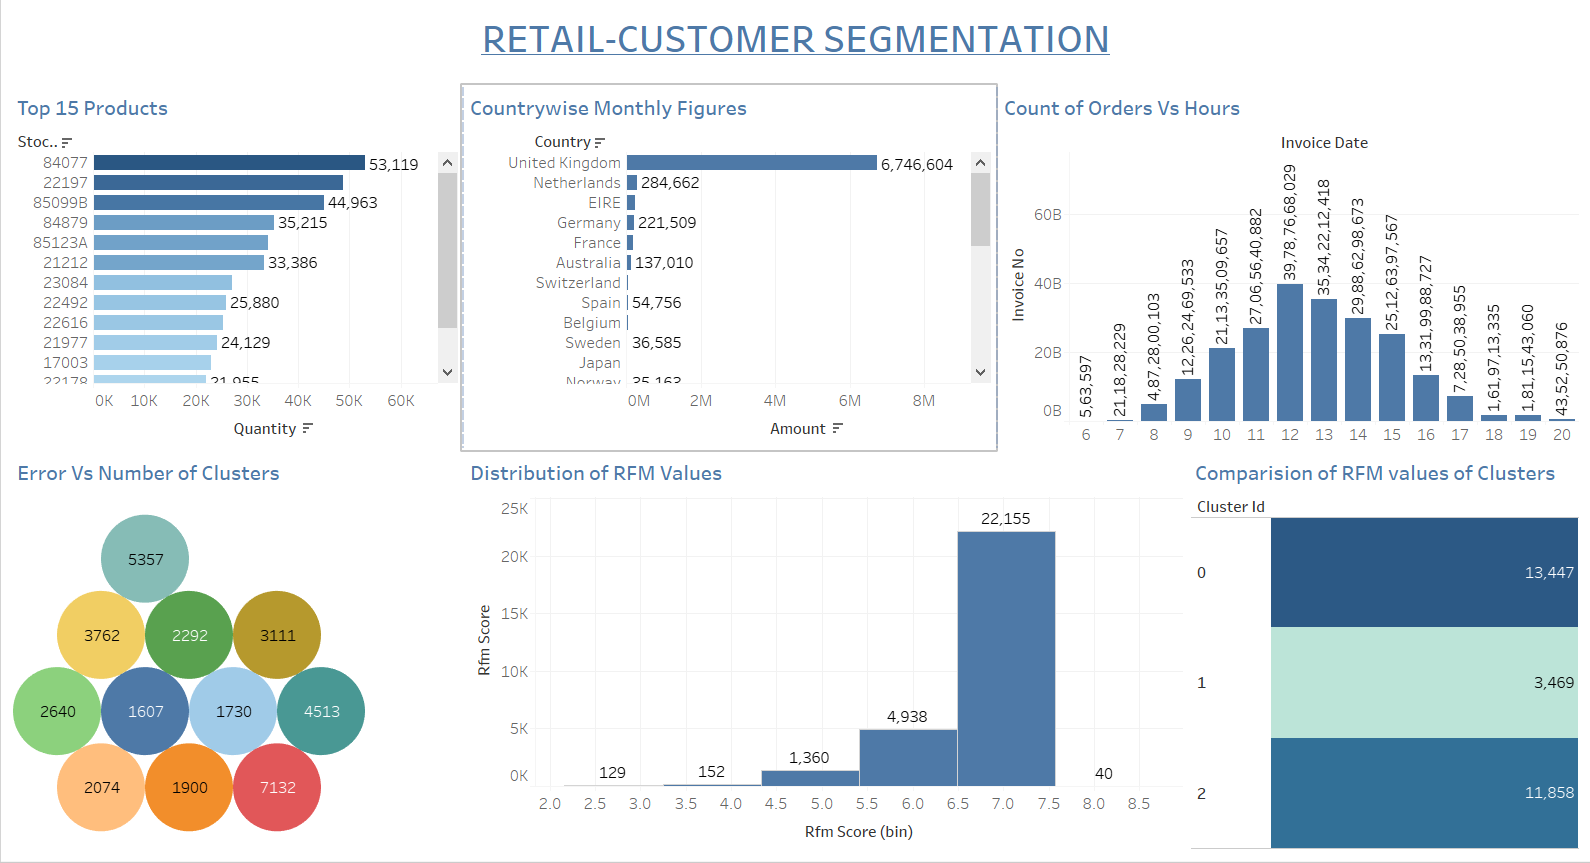 RETAIL-CUSTOMER SEGMENTATION
Top 15 Products
Stoc..
84077 53,119
22197
85099B 44,963
84879 35,215
85123A
21212 33,386
23084
22492 25,880
22616
21977 24,129
17003
22178 21,955
0K 10K 20K 30K 40K 50K 60K
Quantity
Countrywise Monthly Figures
Country
United Kingdom 6,746,604
Netherlands 284,662
EIRE
Germany 221,509
France
Australia 137,010
Switzerland
Spain 54,756
Belgium
Sweden 36,585
Japan
Norway 35,163
0M 2M 4M 6M 8M
Amount
Count of Orders Vs Hours
Invoice Date
Invoice No
60B
40B
20B
0B
5,63,597
21,18,28,229
4,87,28,00,103
12,26,24,69,533
21,13,35,09,657
27,06,56,40,882
39,78,76,68,029
35,34,22,12,418
29,88,62,98,673
25,12,63,97,567
13,31,99,88,727
7,28,50,38,955
1,61,97,13,335
1,81,15,43,060
43,52,50,876
6 7 8 9 10 11 12 13 14 15 16 17 18 19 20
Error Vs Number of Clusters
5357
3762 2292 3111
2640 1607 1730 4513
2074 1900 7132
Distribution of RFM Values
Rfm Score
25K
20K
15K
10K
5K
0K
129
152
1,360
4,938
22,155
40
2.0 2.5 3.0 3.5 4.0 4.5 5.0 5.5 6.0 6.5 7.0 7.5 8.0 8.5
Rfm Score (bin)
Comparision of RFM values of Clusters
Cluster Id
0 13,447
1 3,469
2 11,858